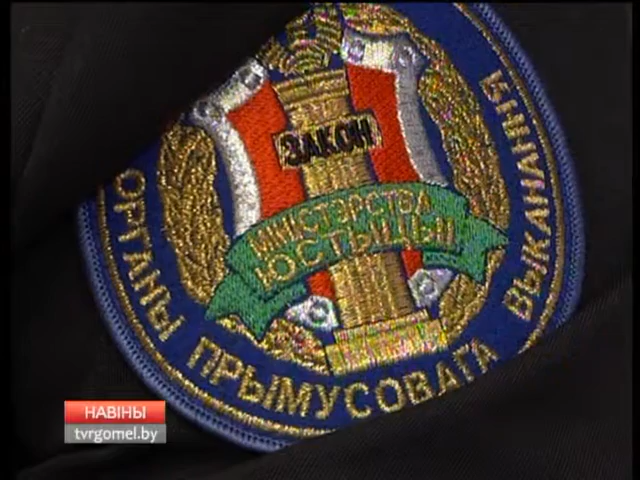 ЗАКОН
МІНІСТЭРСТВА
ЮСТЫЦЫІ
ОРГАНЫ ПРЫМУСОВАГА ВЫКАНАННЯ
НАВІНЫ
tvrgomel.by